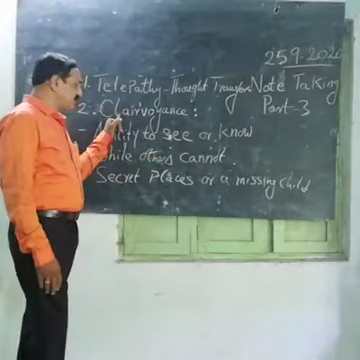 25 9. 2020
1. Telepathy - Thought Transfer Note Taking
2. Clairvoyance : Part - 3
- Ability to see or know
while others cannot.
Secret Places or a missing child